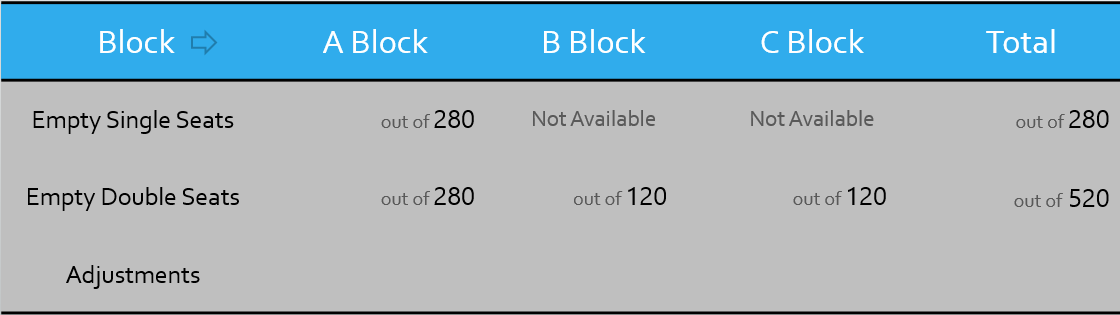 Block A Block B Block C Block Total
Empty Single Seats out of 280 Not Available Not Available out of 280
Empty Double Seats out of 280 out of 120 out of 120 out of 520
Adjustments